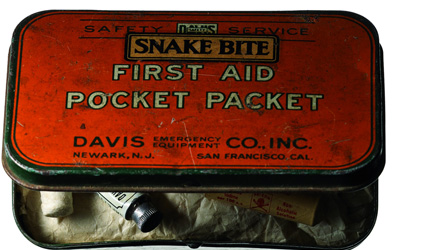 SAFETY SERVICE
SNAKE BITE
FIRST AID
POCKET PACKET
DAVIS EMERGENCY EQUIPMENT CO., INC.
NEWARK, N.J. SAN FRANCISCO CAL.